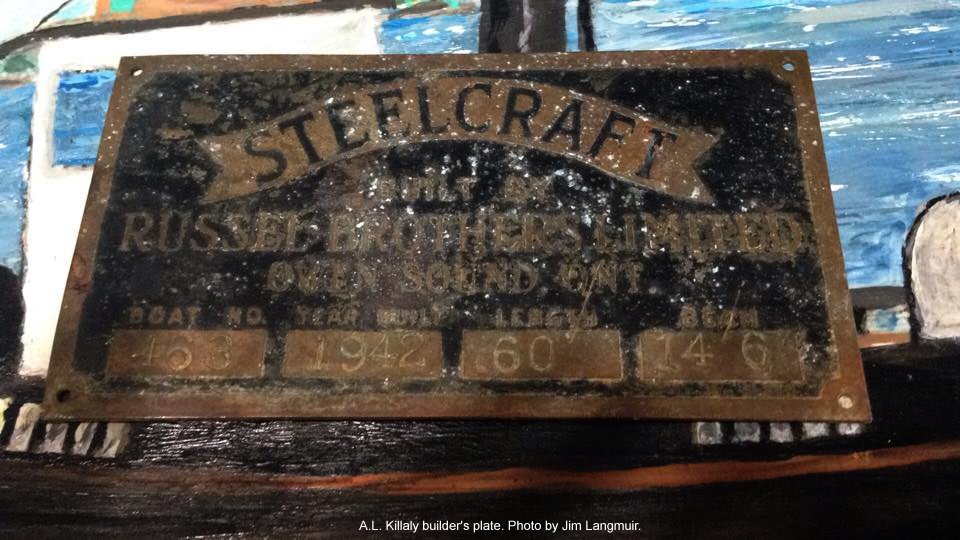 STEELCRAFT
BUILT BY
RUSSEL BROTHERS LIMITED
OWEN SOUND ONT.
BOAT NO. YEAR BUILT LENGTH BEAM
463 1942 60' 14'6"
A.L. Killaly builder's plate. Photo by Jim Langmuir.